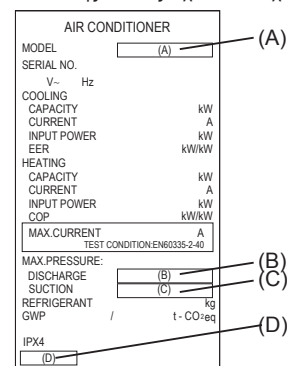 AIR CONDITIONER
MODEL (A) (A)
SERIAL NO.
V~ Hz
COOLING
CAPACITY kW
CURRENT A
INPUT POWER kW
EER kW/kW
HEATING
CAPACITY kW
CURRENT A
INPUT POWER kW
COP kW/kW
MAX.CURRENT A
TEST CONDITION:EN60335-2-40
MAX.PRESSURE:
DISCHARGE (B) (B)
SUCTION (C) (C)
REFRIGERANT kg
GWP / t - CO2eq
IPX4
(D) (D)